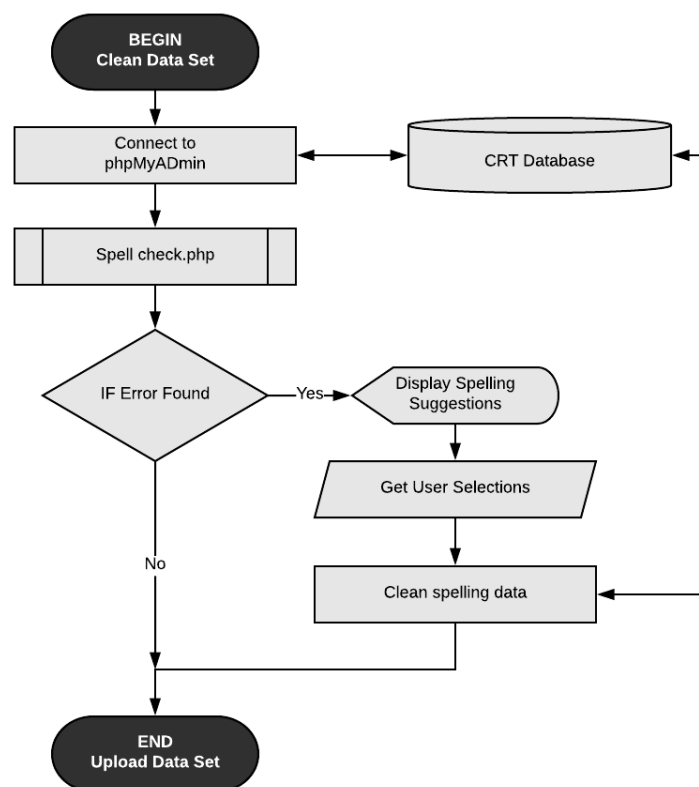 BEGIN
Clean Data Set
Connect to
phpMyADmin
CRT Database
Spell check.php
IF Error Found
Yes
Display Spelling
Suggestions
Get User Selections
No
Clean spelling data
END
Upload Data Set